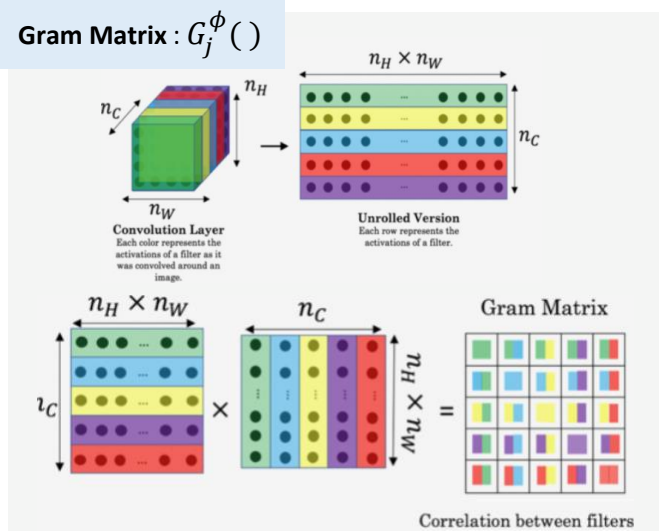 Gram Matrix : G_j^ϕ( )
n_H × n_W
n_H
n_C
...
...
n_C
...
...
...
n_W
Convolution Layer
Each color represents the
activations of a filter as it
was convolved around an
image.
Unrolled Version
Each row represents the
activations of a filter.
n_H × n_W
n_C
Gram Matrix
...
...
ι_C
...
...
...
×
...
...
...
...
...
n_H × n_W
=
Correlation between filters